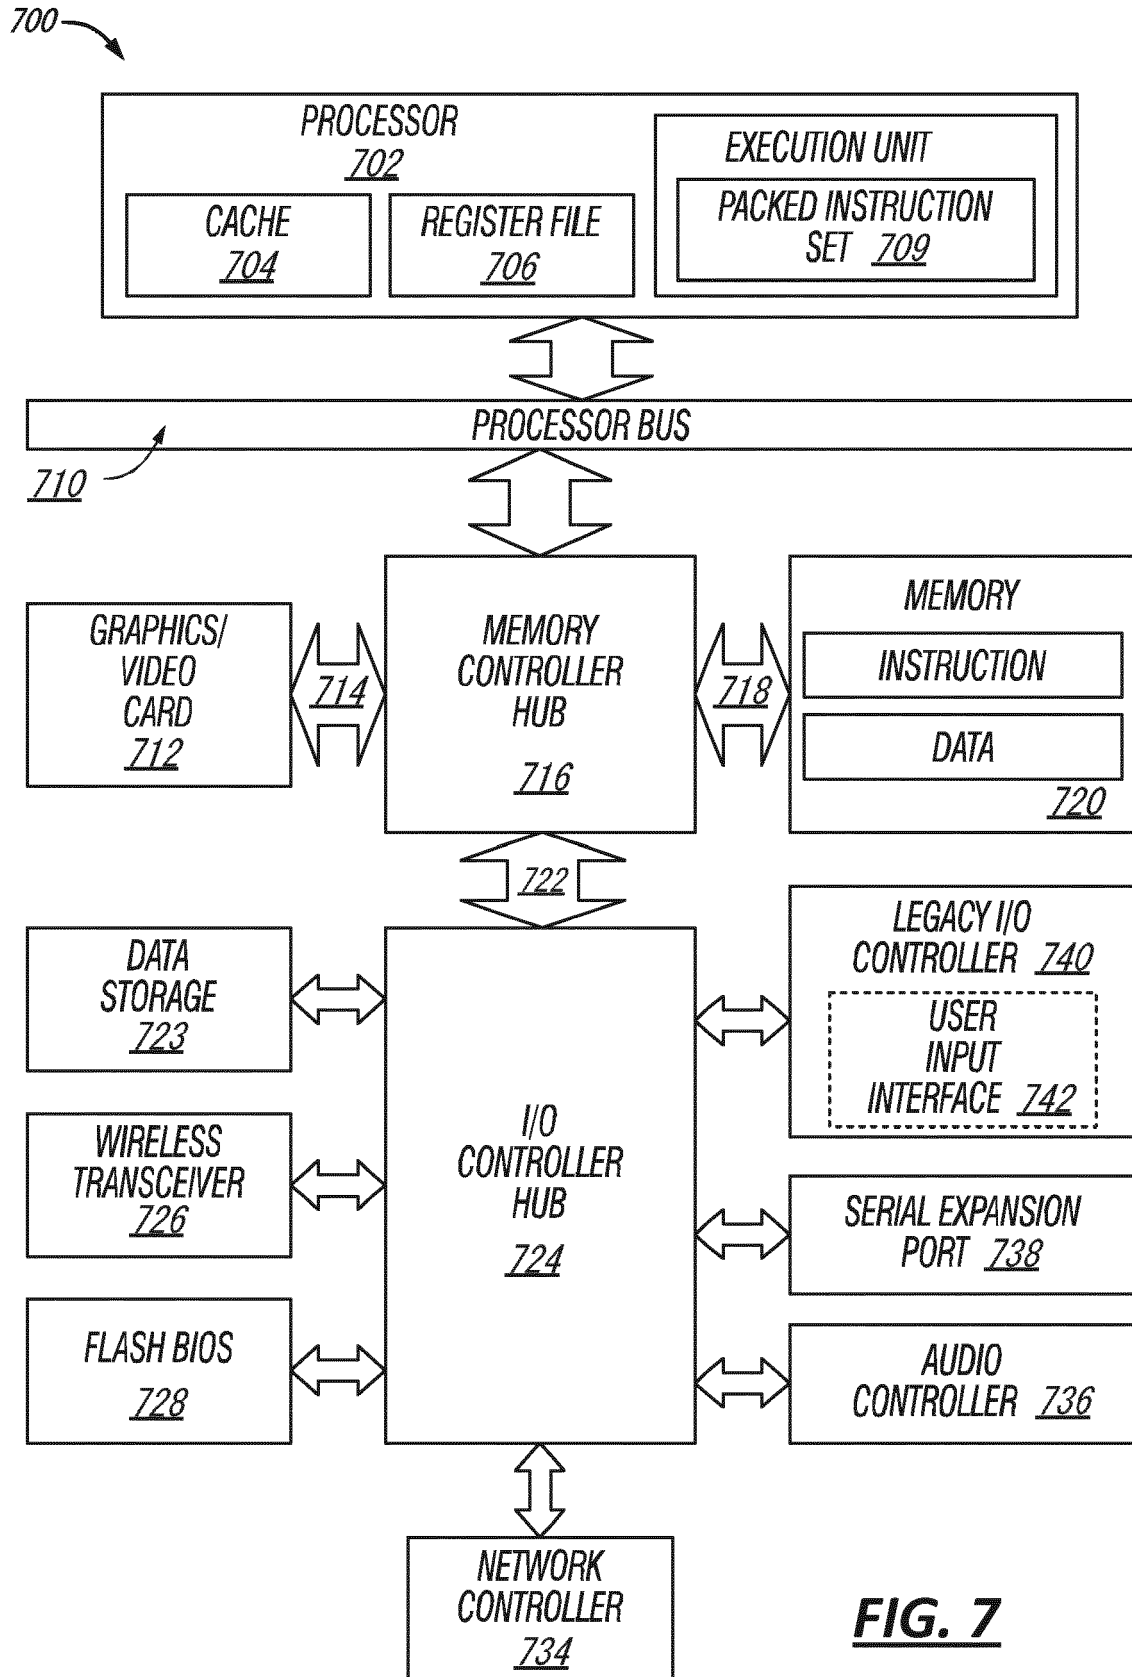 700
PROCESSOR
702
CACHE
704
REGISTER FILE
706
EXECUTION UNIT
PACKED INSTRUCTION
SET 709
PROCESSOR BUS
710
GRAPHICS/
VIDEO
CARD
712
714
MEMORY
CONTROLLER
HUB
716
718
MEMORY
INSTRUCTION
DATA
720
722
DATA
STORAGE
723
WIRELESS
TRANSCEIVER
726
FLASH BIOS
728
I/O
CONTROLLER
HUB
724
LEGACY I/O
CONTROLLER 740
USER
INPUT
INTERFACE 742
SERIAL EXPANSION
PORT 738
AUDIO
CONTROLLER 736
NETWORK
CONTROLLER
734
FIG. 7